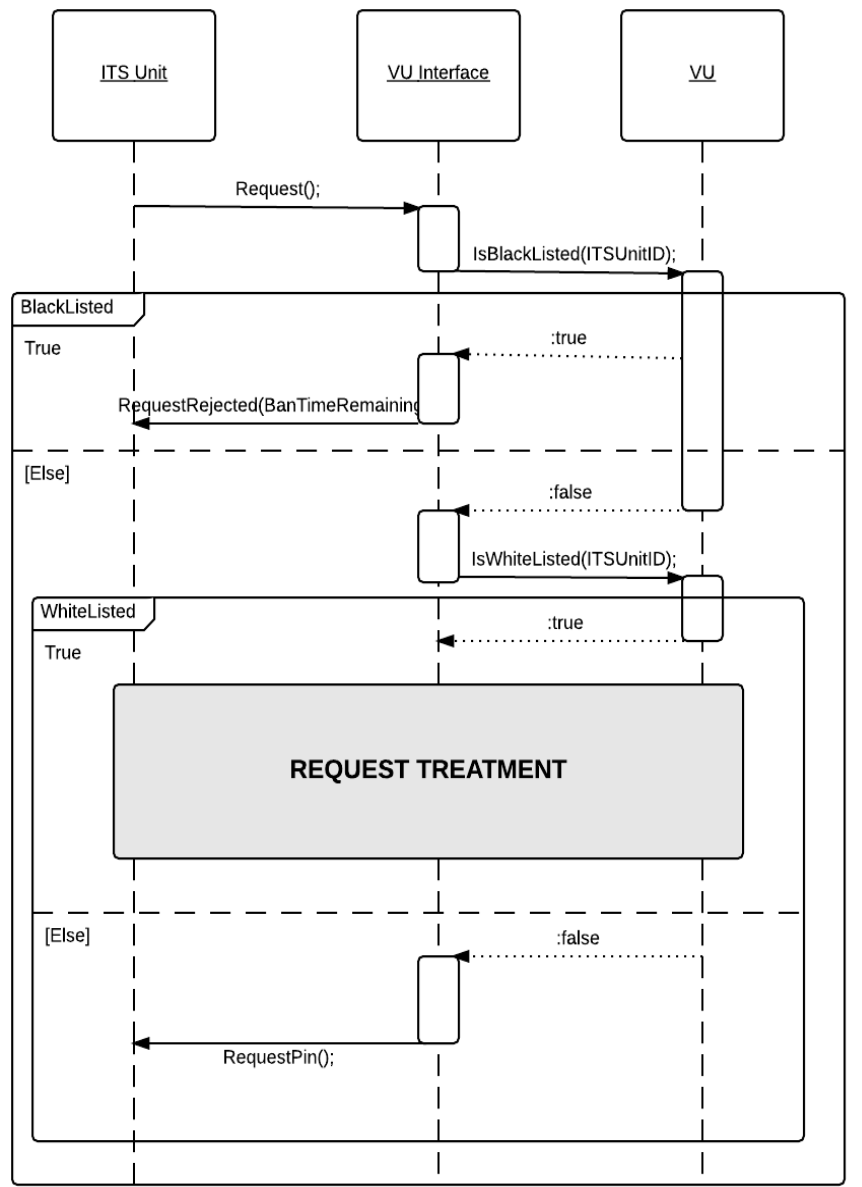 ITS Unit
VU Interface
VU
Request();
IsBlackListed(ITSUnitID);
BlackListed
True
:true
RequestRejected(BanTimeRemaining
[Else]
:false
IsWhiteListed(ITSUnitID);
WhiteListed
True
:true
REQUEST TREATMENT
[Else]
:false
RequestPin();